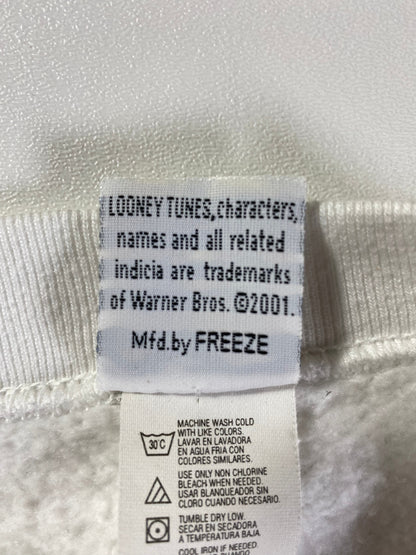 LOONEY TUNES, characters,
names and all related
indicia are trademarks
of Warner Bros. ©2001.
Mfd.by FREEZE
30°C
MACHINE WASH COLD
WITH LIKE COLORS.
LAVAR EN LAVADORA
EN AGUA FRIA CON
COLORES SIMILARES.
USE ONLY NON CHLORINE
BLEACH WHEN NEEDED.
USAR BLANQUEADOR SIN
CLORO CUANDO NECESARIO.
TUMBLE DRY LOW.
SECAR EN SECADORA
A TEMPERATURA BAJA.
COOL IRON IF NEEDED.